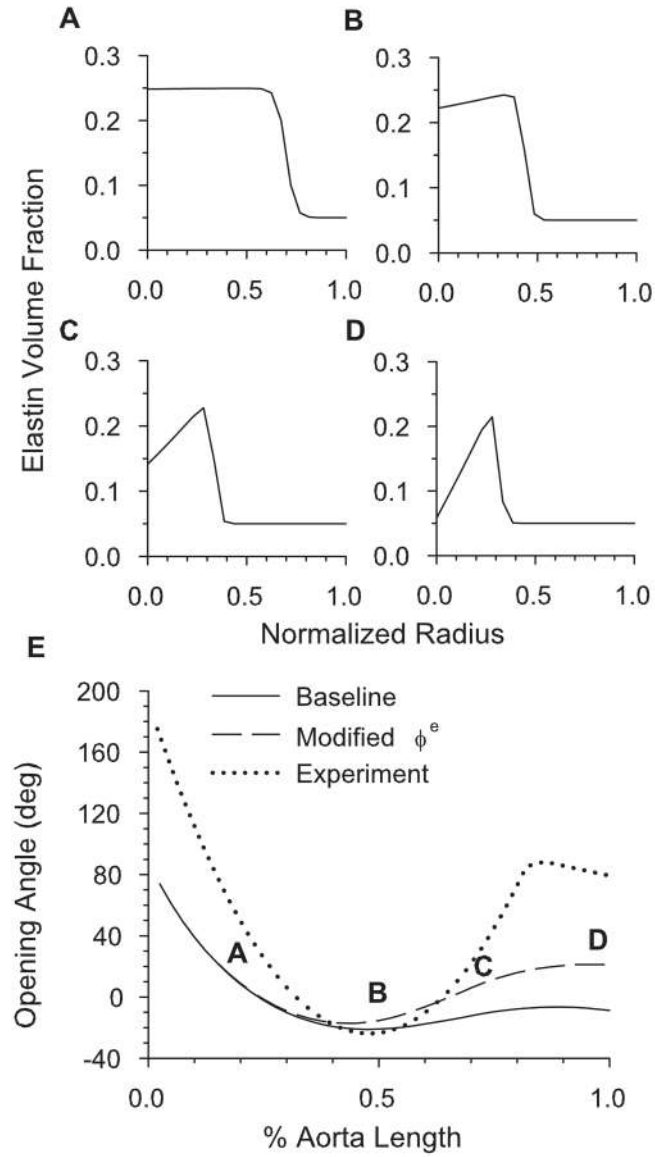 A
B
0.3
0.2
0.1
0.0
0.3
0.2
0.1
0.0
0.0 0.5 1.0
0.0 0.5 1.0
Elastin Volume Fraction
C
D
0.3
0.2
0.1
0.0
0.3
0.2
0.1
0.0
0.0 0.5 1.0
0.0 0.5 1.0
Normalized Radius
E
200
160
120
80
40
0
-40
Opening Angle (deg)
Baseline
Modified ϕᵉ
Experiment
A
B
C
D
0.0 0.5 1.0
% Aorta Length